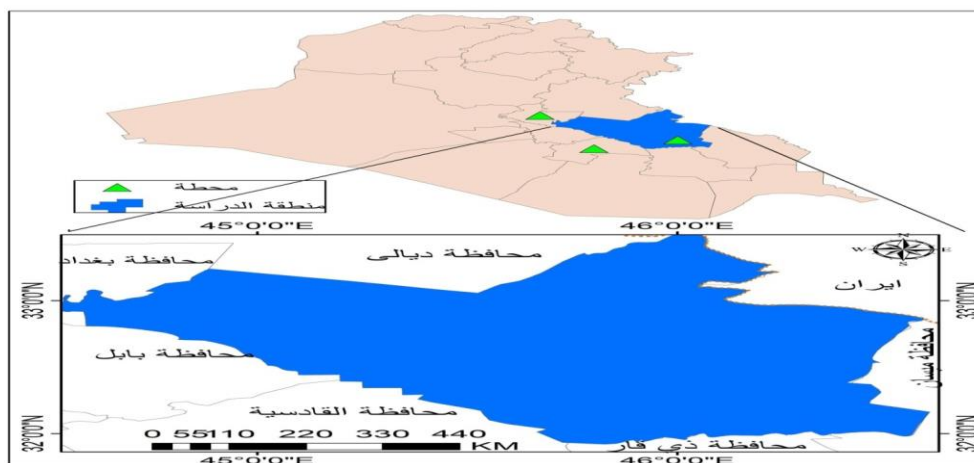 محطة
منطقة الدراسة
45°0'0"E
46°0'0"E
محافظة بغداد
محافظة ديالى
W
E
S
ايران
33°0'0"N
33°0'0"N
محافظة ميسان
محافظة بابل
محافظة القادسية
محافظة ذي قار
32°0'0"N
32°0'0"N
0 55110 220 330 440
KM
45°0'0"E
46°0'0"E